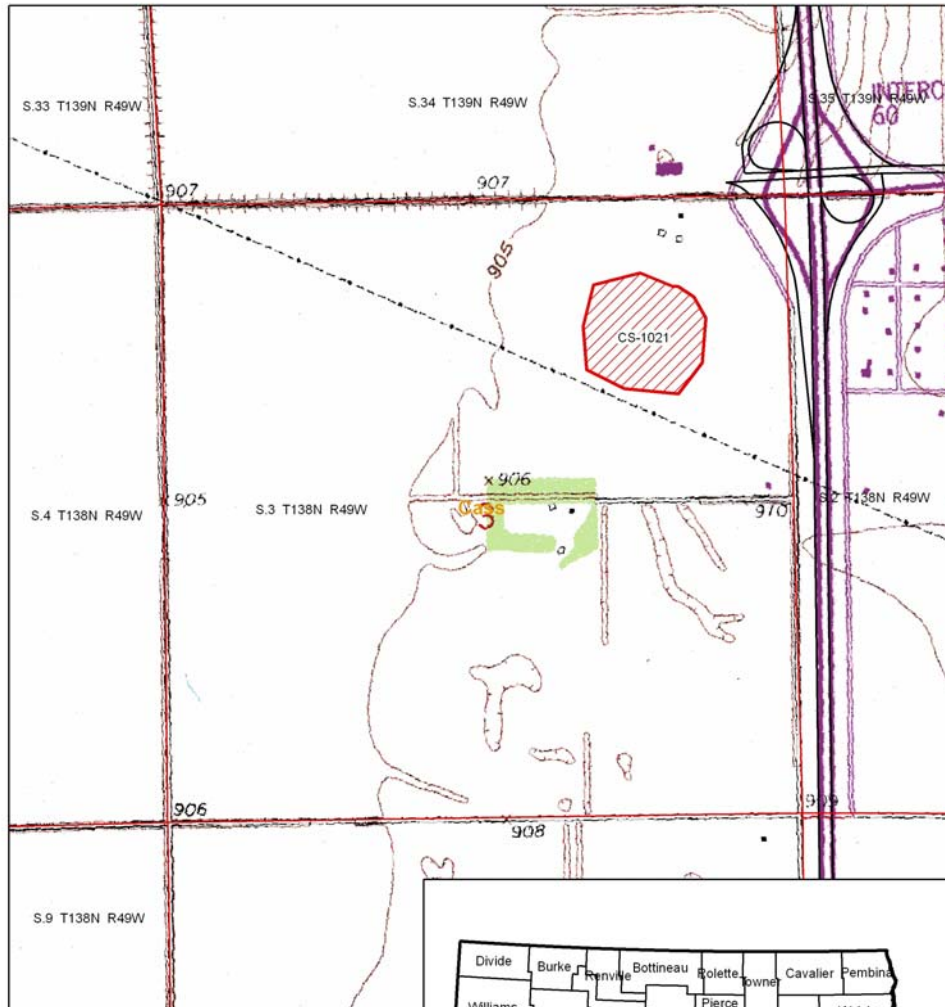 S.33 T139N R49W
S.34 T139N R49W
S.35 T139N R49W
INTERC
60
907
907
905
CS-1021
906
905
S.4 T138N R49W
S.3 T138N R49W
Cass
3
S.2 T138N R49W
970
906
908
909
S.9 T138N R49W
Divide
Burke
Renville
Bottineau
Rolette
Towner
Cavalier
Pembina
Pierce
Williams